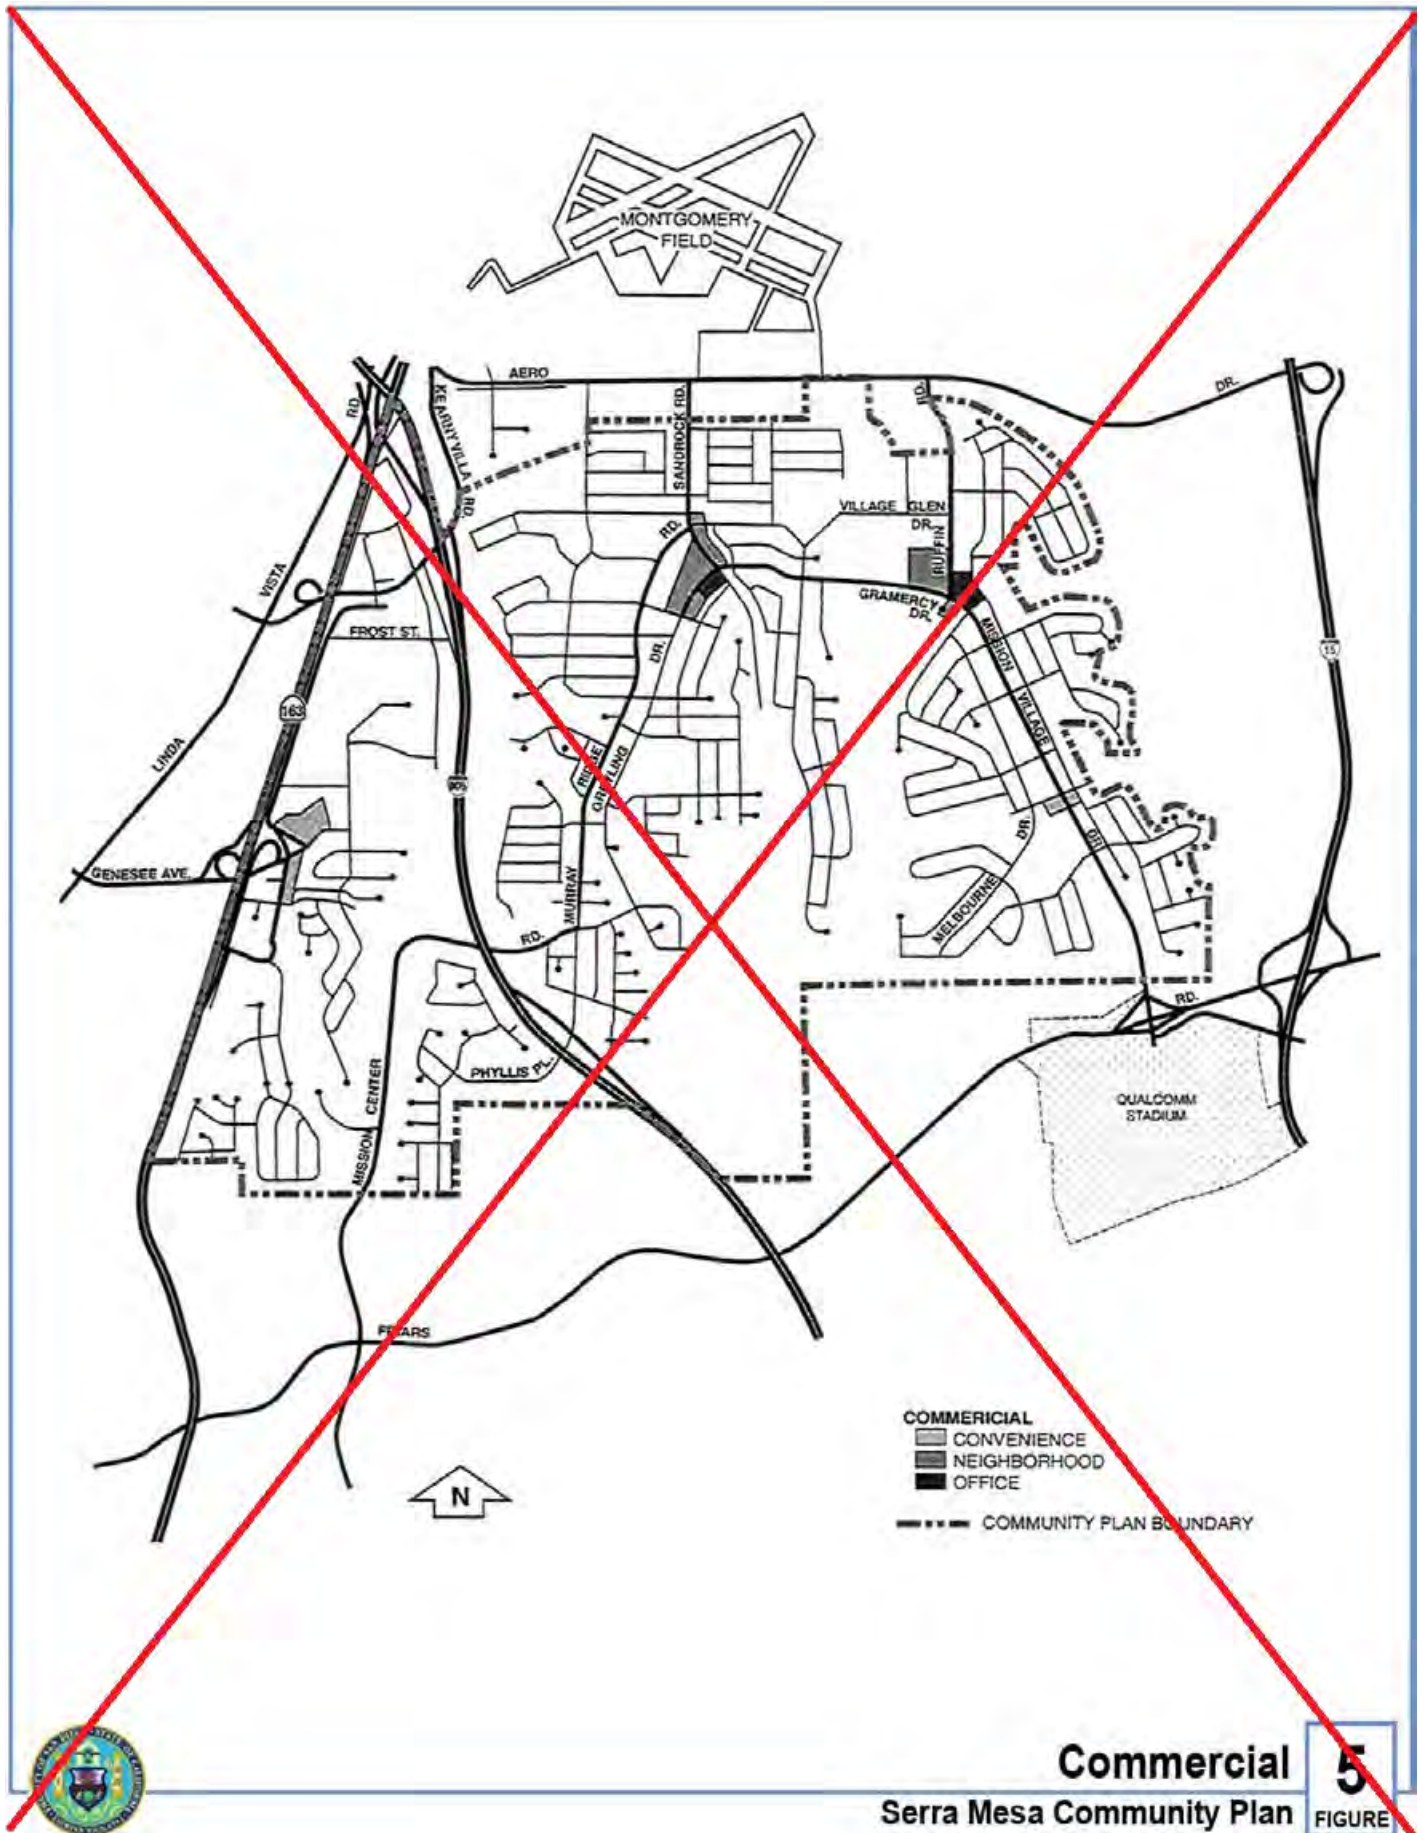 MONTGOMERY
FIELD
AERO
DR.
RD.
KEARNY VILLA
RD.
SANDROCK RD.
RD.
VILLAGE GLEN
DR.
RUFFIN
RD.
VISTA
GRAMERCY
DR.
FROST ST.
MISSION
DR.
15
163
VILLAGE
LINDA
RIDGE
GREYLING
805
DR.
DR.
GENESEE AVE.
MURRAY
MELBOURNE
RD.
RD.
CENTER
PHYLLIS PL.
QUALCOMM
STADIUM
MISSION
FRIARS
COMMERICIAL
CONVENIENCE
NEIGHBORHOOD
OFFICE
N
COMMUNITY PLAN BOUNDARY
Commercial
5
Serra Mesa Community Plan
FIGURE